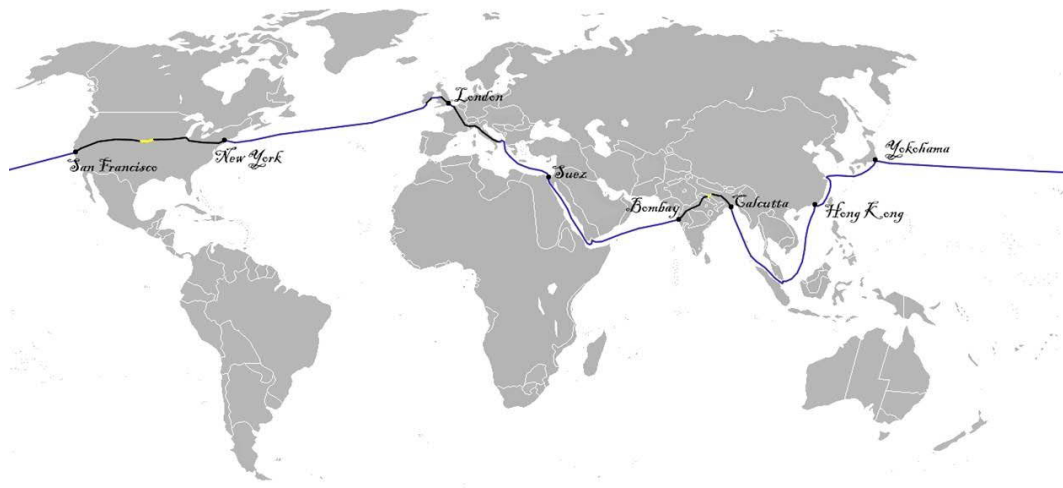 London
Yokohama
New York
San Francisco
Suez
Bombay
Calcutta
Hong Kong